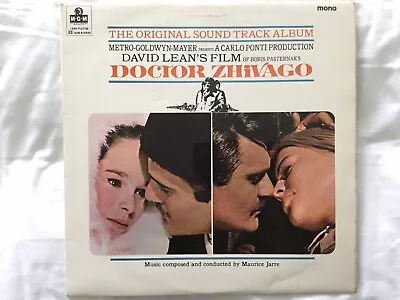 mono
M-G-M
THE ORIGINAL SOUND TRACK ALBUM
METRO-GOLDWYN-MAYER PRESENTS A CARLO PONTI PRODUCTION
DAVID LEAN'S FILM OF BORIS PASTERNAK'S
DOCTOR ZHIVAGO
Music composed and conducted by Maurice Jarre